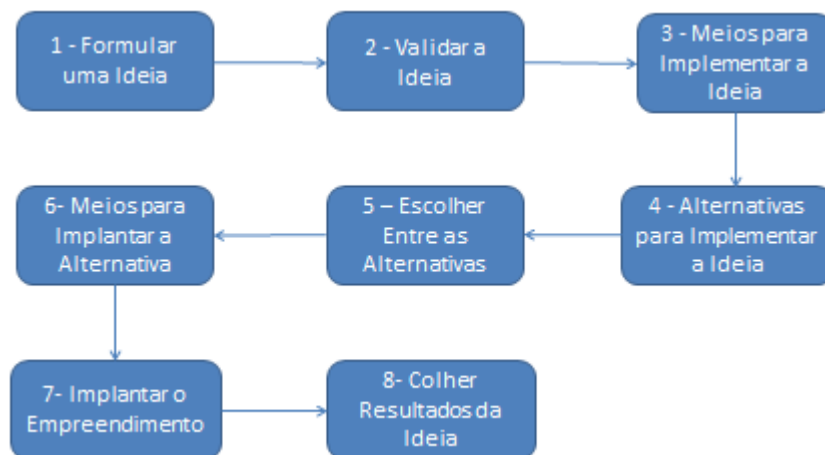 1 - Formular
uma Ideia
2 - Validar a
Ideia
3 - Meios para
Implementar a
Ideia
4 - Alternativas
para Implementar
a Ideia
5 – Escolher
Entre as
Alternativas
6- Meios para
Implantar a
Alternativa
7- Implantar o
Empreendimento
8- Colher
Resultados da
Ideia